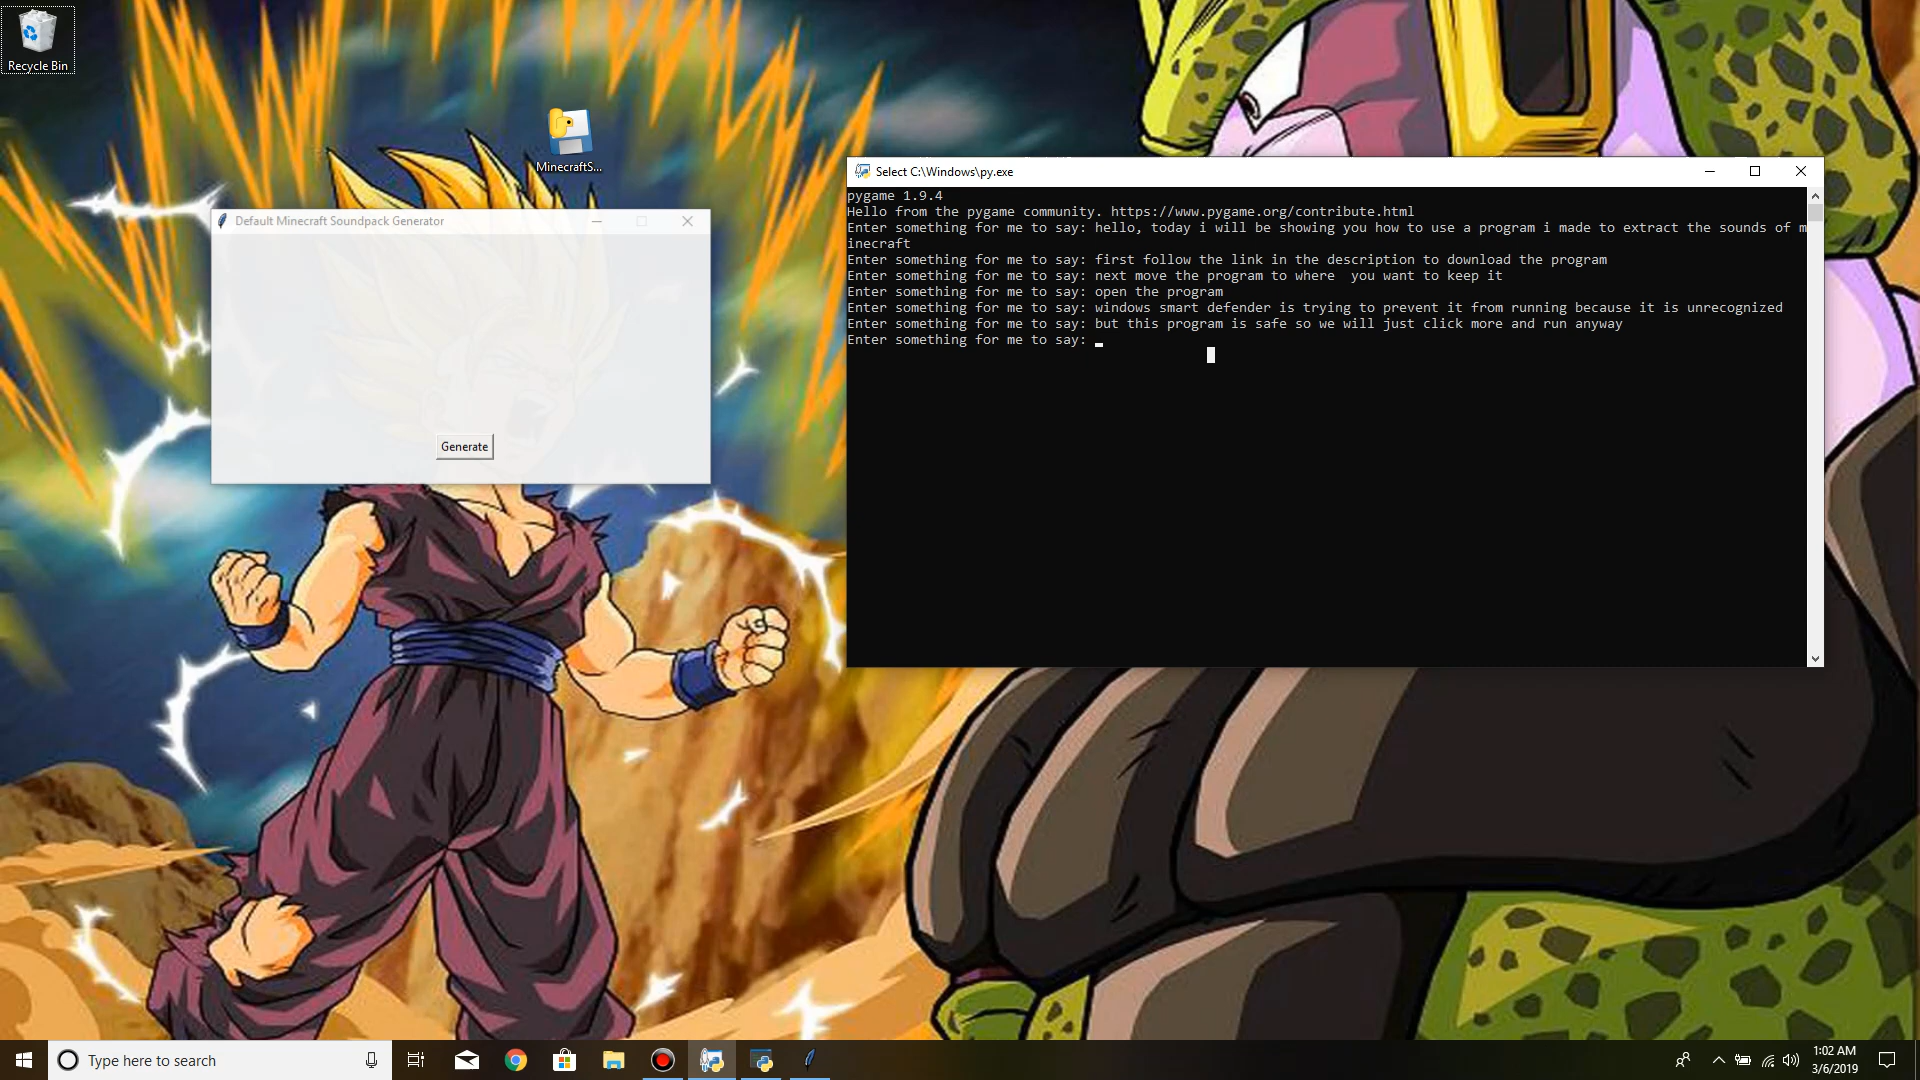 Recycle Bin
MinecraftS...
Default Minecraft Soundpack Generator
Generate
Select C:\Windows\py.exe
pygame 1.9.4
Hello from the pygame community. https://www.pygame.org/contribute.html
Enter something for me to say: hello, today i will be showing you how to use a program i made to extract the sounds of m
inecraft
Enter something for me to say: first follow the link in the description to download the program
Enter something for me to say: next move the program to where  you want to keep it
Enter something for me to say: open the program
Enter something for me to say: windows smart defender is trying to prevent it from running because it is unrecognized
Enter something for me to say: but this program is safe so we will just click more and run anyway
Enter something for me to say:
Type here to search
1:02 AM
3/6/2019